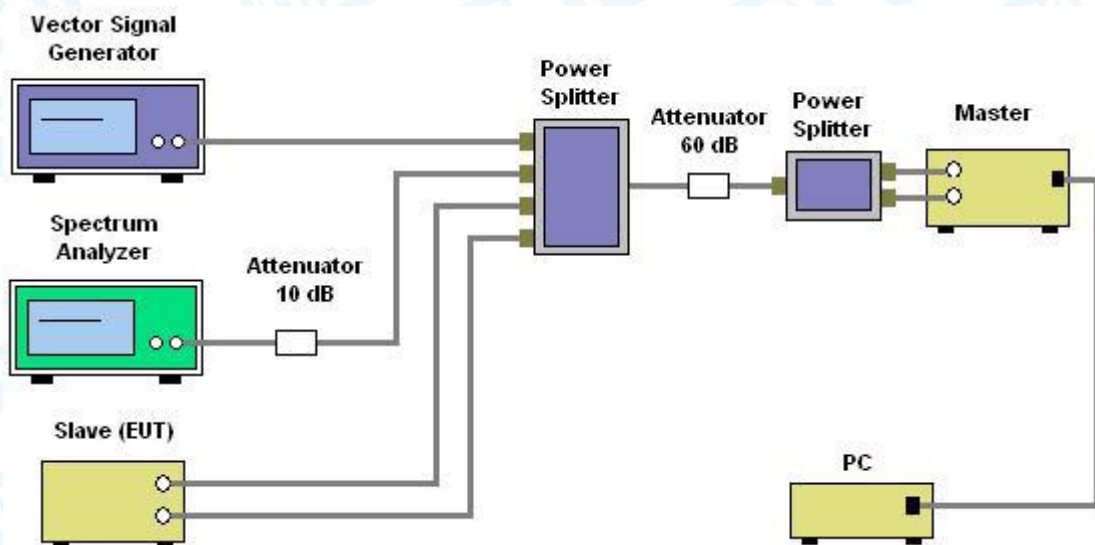 Vector Signal
Generator
Power
Splitter
Attenuator
60 dB
Power
Splitter
Master
Spectrum
Analyzer
Attenuator
10 dB
Slave (EUT)
PC